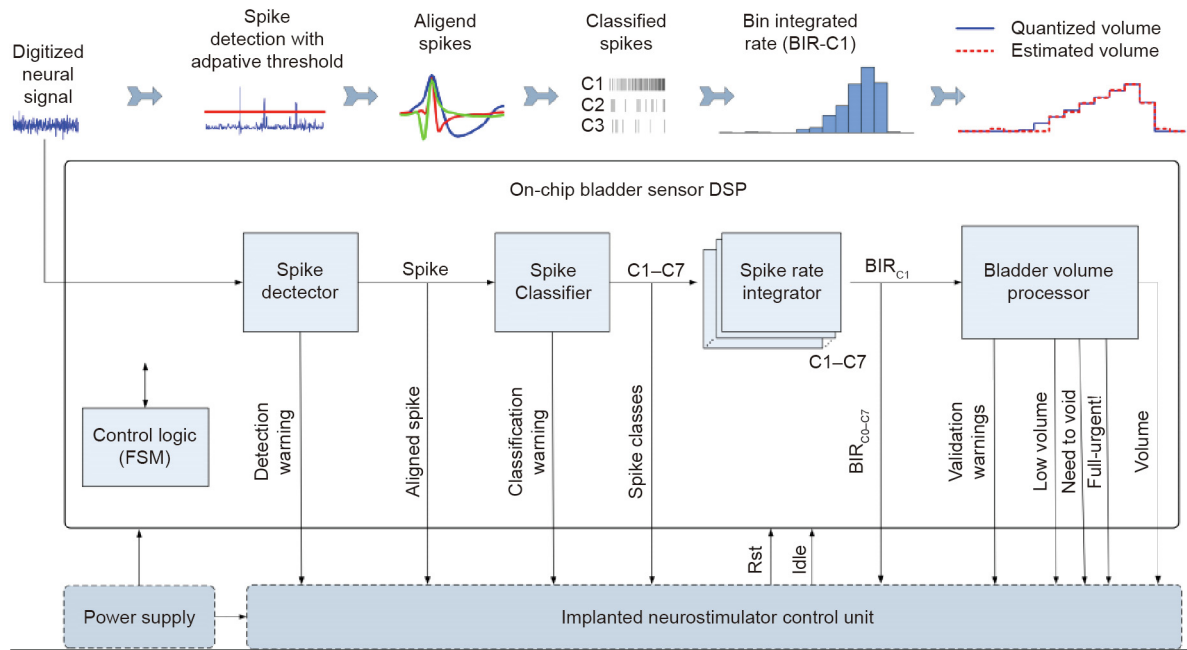 Digitized
neural
signal
Spike
detection with
adpative threshold
Aligend
spikes
Classified
spikes
C1
C2
C3
Bin integrated
rate (BIR-C1)
Quantized volume
Estimated volume
On-chip bladder sensor DSP
Spike
dectector
Spike
Spike
Classifier
C1–C7
Spike rate
integrator
C1–C7
BIRC1
Bladder volume
processor
Control logic
(FSM)
Detection
warning
Aligned spike
Classification
warning
Spike classes
Rst
Idle
BIRC0–C7
Validation
warnings
Low volume
Need to void
Full-urgent!
Volume
Power supply
Implanted neurostimulator control unit